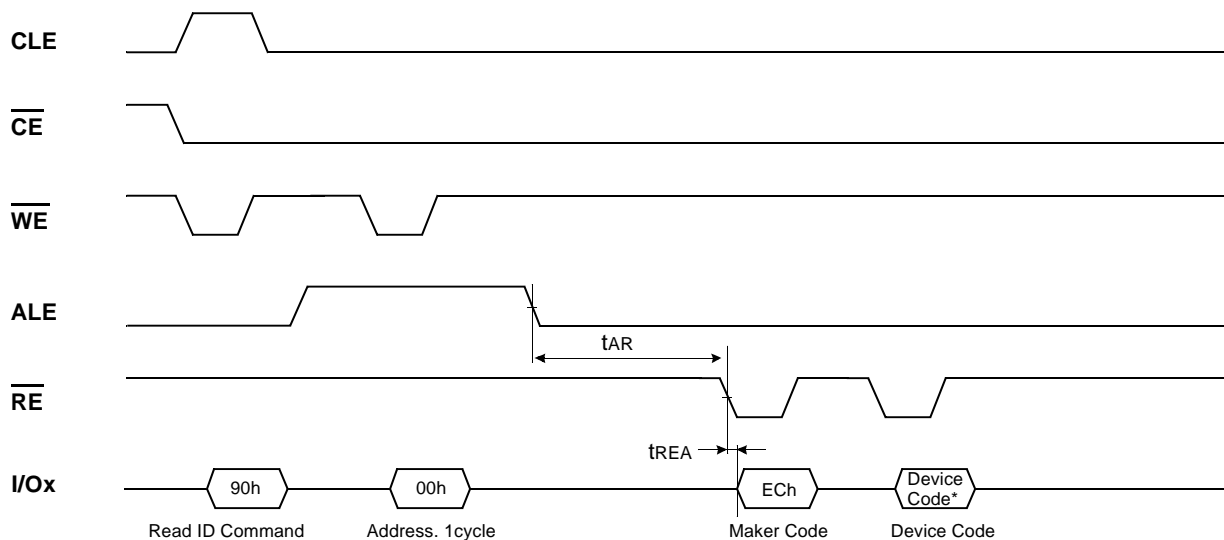 CLE
CE
WE
ALE
tAR
RE
tREA
I/Ox
90h
00h
ECh
Device
Code*
Read ID Command
Address. 1cycle
Maker Code
Device Code